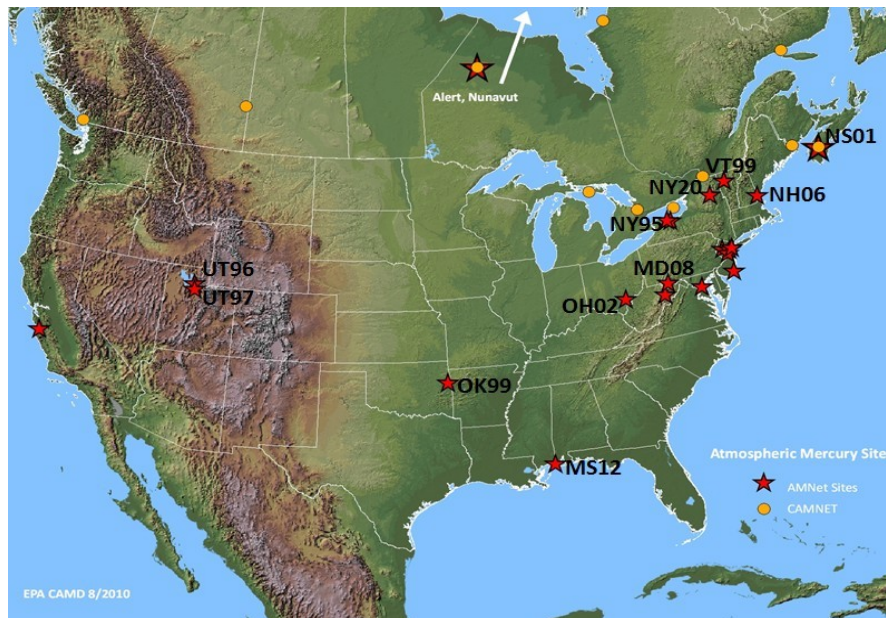 Alert, Nunavut
NS01
VT99
NY20
NH06
NY95
UT96
MD08
UT97
OH02
OK99
MS12
Atmospheric Mercury Site
AMNet Sites
CAMNET
EPA CAMD 8/2010